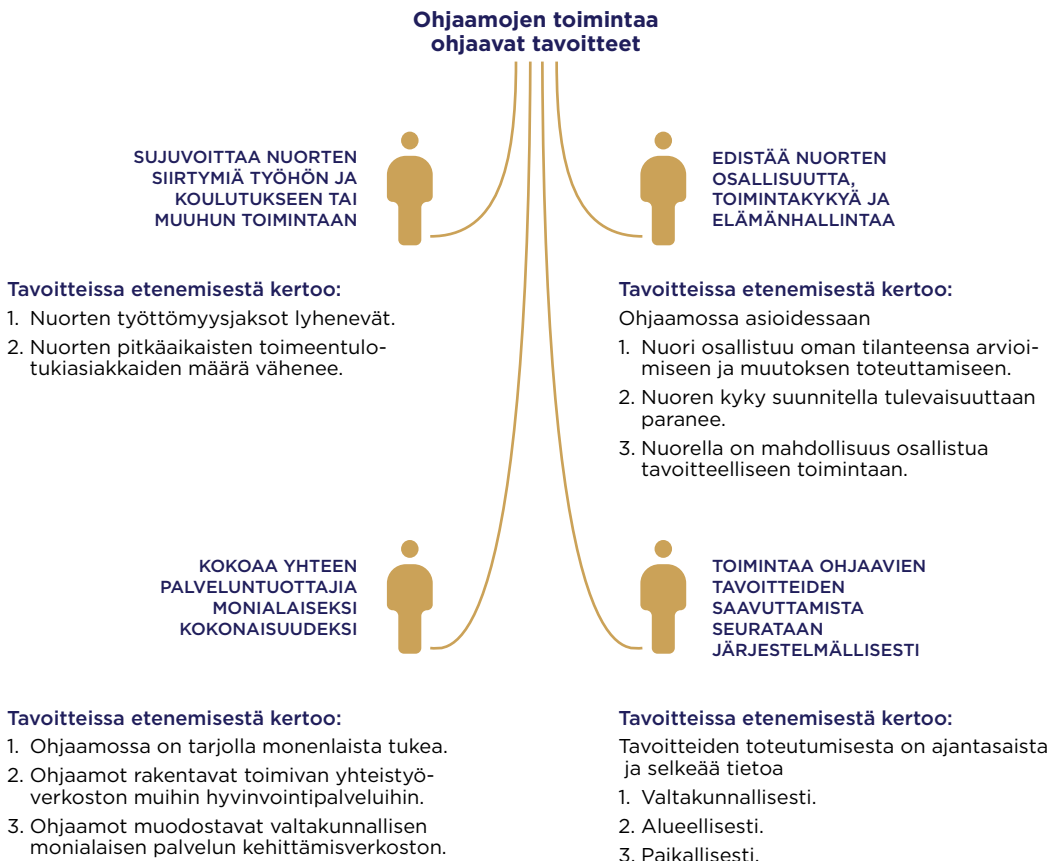 Ohjaamojen toimintaa
ohjaavat tavoitteet
SUJUVOITTAA NUORTEN
SIIRTYMIÄ TYÖHÖN JA
KOULUTUKSEEN TAI
MUUHUN TOIMINTAAN
Tavoitteissa etenemisestä kertoo:
1. Nuorten työttömyysjaksot lyhenevät.
2. Nuorten pitkäaikaisten toimeentulo-
tukiasiakkaiden määrä vähenee.
EDISTÄÄ NUORTEN
OSALLISUUTTA,
TOIMINTAKYKYÄ JA
ELÄMÄNHALLINTAA
Tavoitteissa etenemisestä kertoo:
Ohjaamossa asioidessaan
1. Nuori osallistuu oman tilanteensa arvioi-
miseen ja muutoksen toteuttamiseen.
2. Nuoren kyky suunnitella tulevaisuuttaan
paranee.
3. Nuorella on mahdollisuus osallistua
tavoitteelliseen toimintaan.
KOKOAA YHTEEN
PALVELUNTUOTTAJIA
MONIALAISEKSI
KOKONAISUUDEKSI
Tavoitteissa etenemisestä kertoo:
1. Ohjaamossa on tarjolla monenlaista tukea.
2. Ohjaamot rakentavat toimivan yhteistyö-
verkoston muihin hyvinvointipalveluihin.
3. Ohjaamot muodostavat valtakunnallisen
monialaisen palvelun kehittämisverkoston.
TOIMINTAA OHJAAVIEN
TAVOITTEIDEN
SAAVUTTAMISTA
SEURATAAN
JÄRJESTELMÄLLISESTI
Tavoitteissa etenemisestä kertoo:
Tavoitteiden toteutumisesta on ajantasaista
ja selkeää tietoa
1. Valtakunnallisesti.
2. Alueellisesti.
3. Paikallisesti.